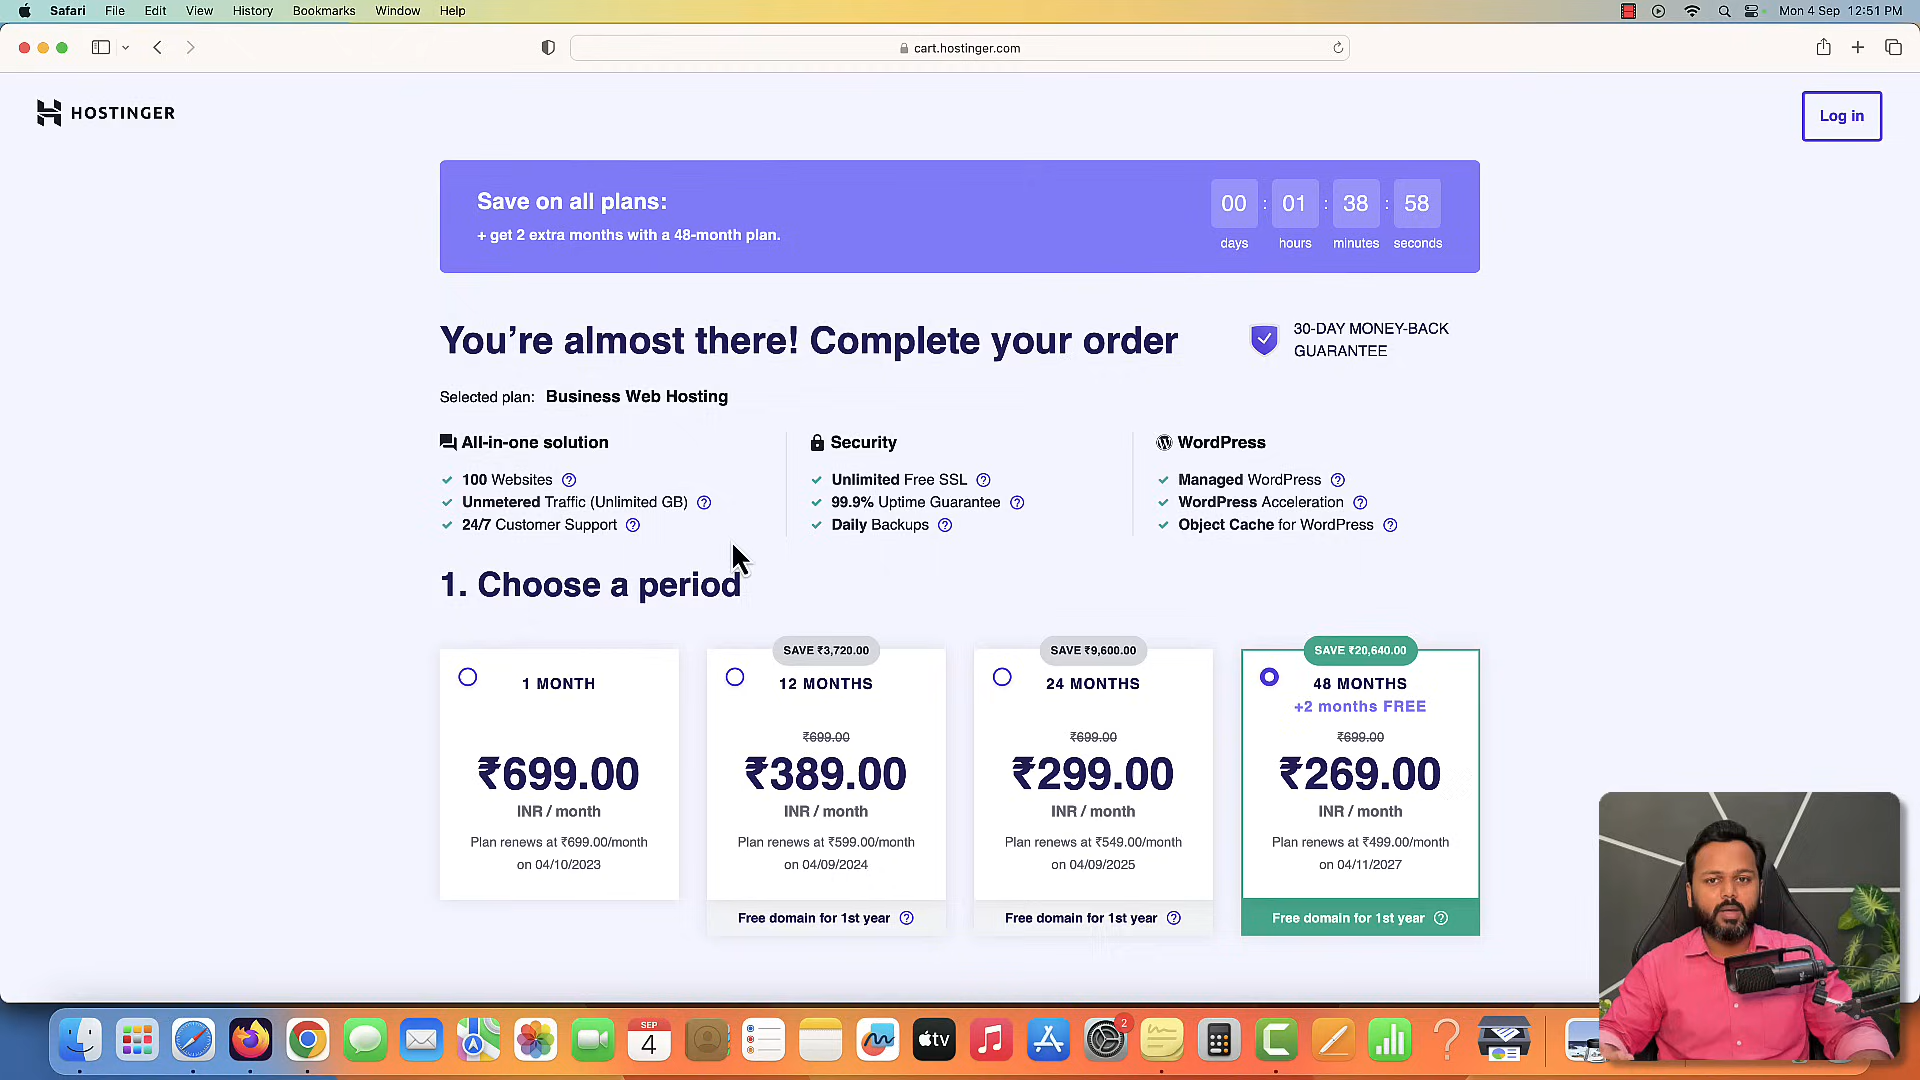 Safari File Edit View History Bookmarks Window Help
Mon 4 Sep 12:51 PM
cart.hostinger.com
HOSTINGER
Log in
Save on all plans:
+ get 2 extra months with a 48-month plan.
00 : 01 : 38 : 58
days hours minutes seconds
You’re almost there! Complete your order
30-DAY MONEY-BACK
GUARANTEE
Selected plan: Business Web Hosting
All-in-one solution
100 Websites
Unmetered Traffic (Unlimited GB)
24/7 Customer Support
Security
Unlimited Free SSL
99.9% Uptime Guarantee
Daily Backups
WordPress
Managed WordPress
WordPress Acceleration
Object Cache for WordPress
1. Choose a period
1 MONTH
₹699.00
INR / month
Plan renews at ₹699.00/month
on 04/10/2023
SAVE ₹3,720.00
12 MONTHS
₹699.00
₹389.00
INR / month
Plan renews at ₹599.00/month
on 04/09/2024
Free domain for 1st year
SAVE ₹9,600.00
24 MONTHS
₹699.00
₹299.00
INR / month
Plan renews at ₹549.00/month
on 04/09/2025
Free domain for 1st year
SAVE ₹20,640.00
48 MONTHS
+2 months FREE
₹699.00
₹269.00
INR / month
Plan renews at ₹499.00/month
on 04/11/2027
Free domain for 1st year
SEP
4
tv
2